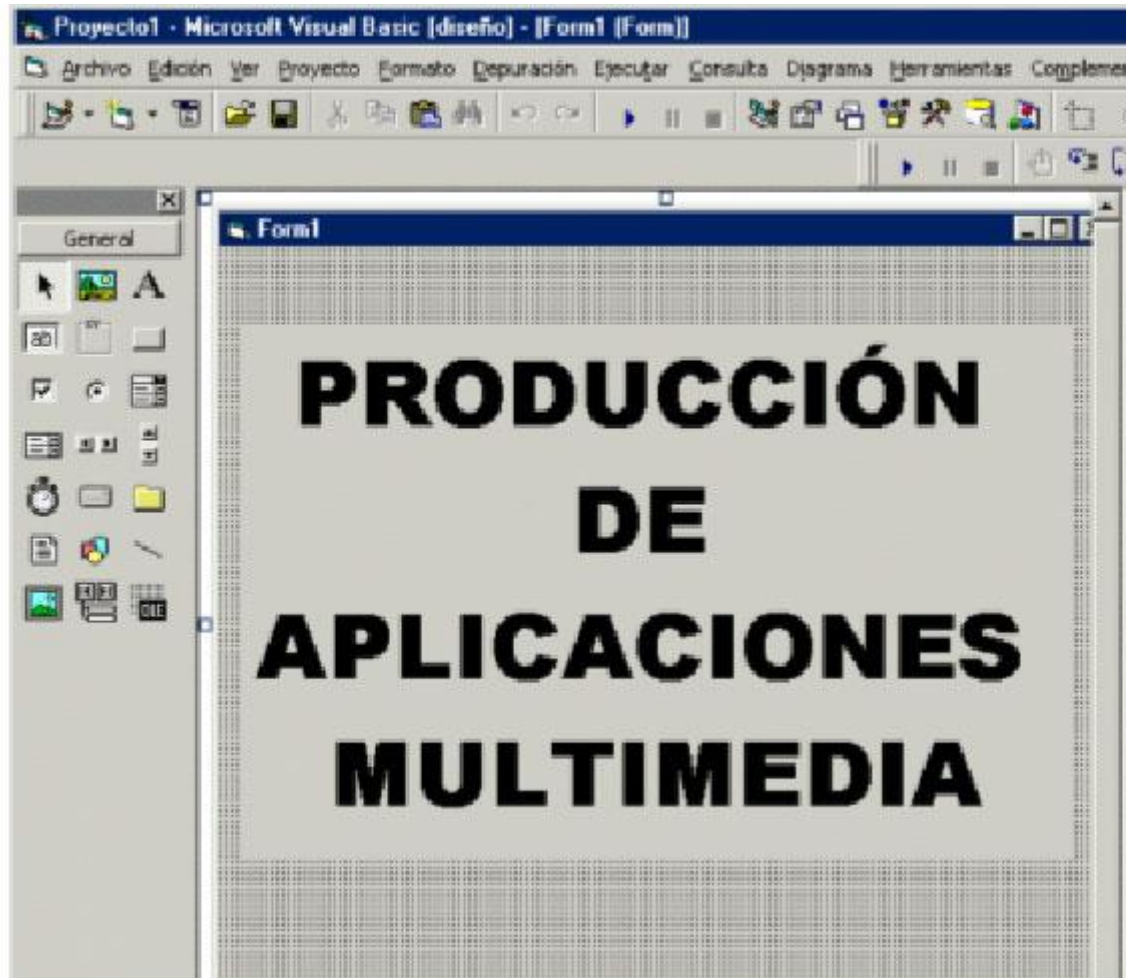 Proyecto1 - Microsoft Visual Basic [diseño] - [Form1 (Form)]
Archivo Edición Ver Proyecto Formato Depuración Ejecutar Consulta Diagrama Herramientas Compleme
General
Form1
PRODUCCIÓN
DE
APLICACIONES
MULTIMEDIA